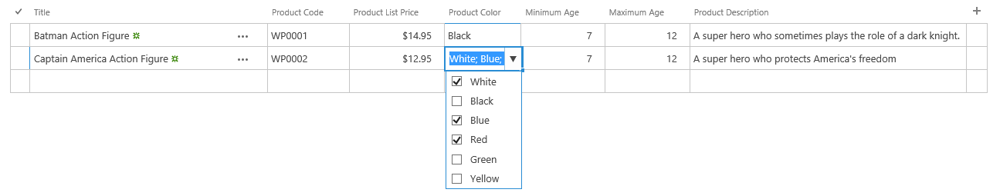 Title Product Code Product List Price Product Color Minimum Age Maximum Age Product Description
Batman Action Figure WP0001 $14.95 Black 7 12 A super hero who sometimes plays the role of a dark knight.
Captain America Action Figure WP0002 $12.95 White; Blue; 7 12 A super hero who protects America's freedom
White
Black
Blue
Red
Green
Yellow